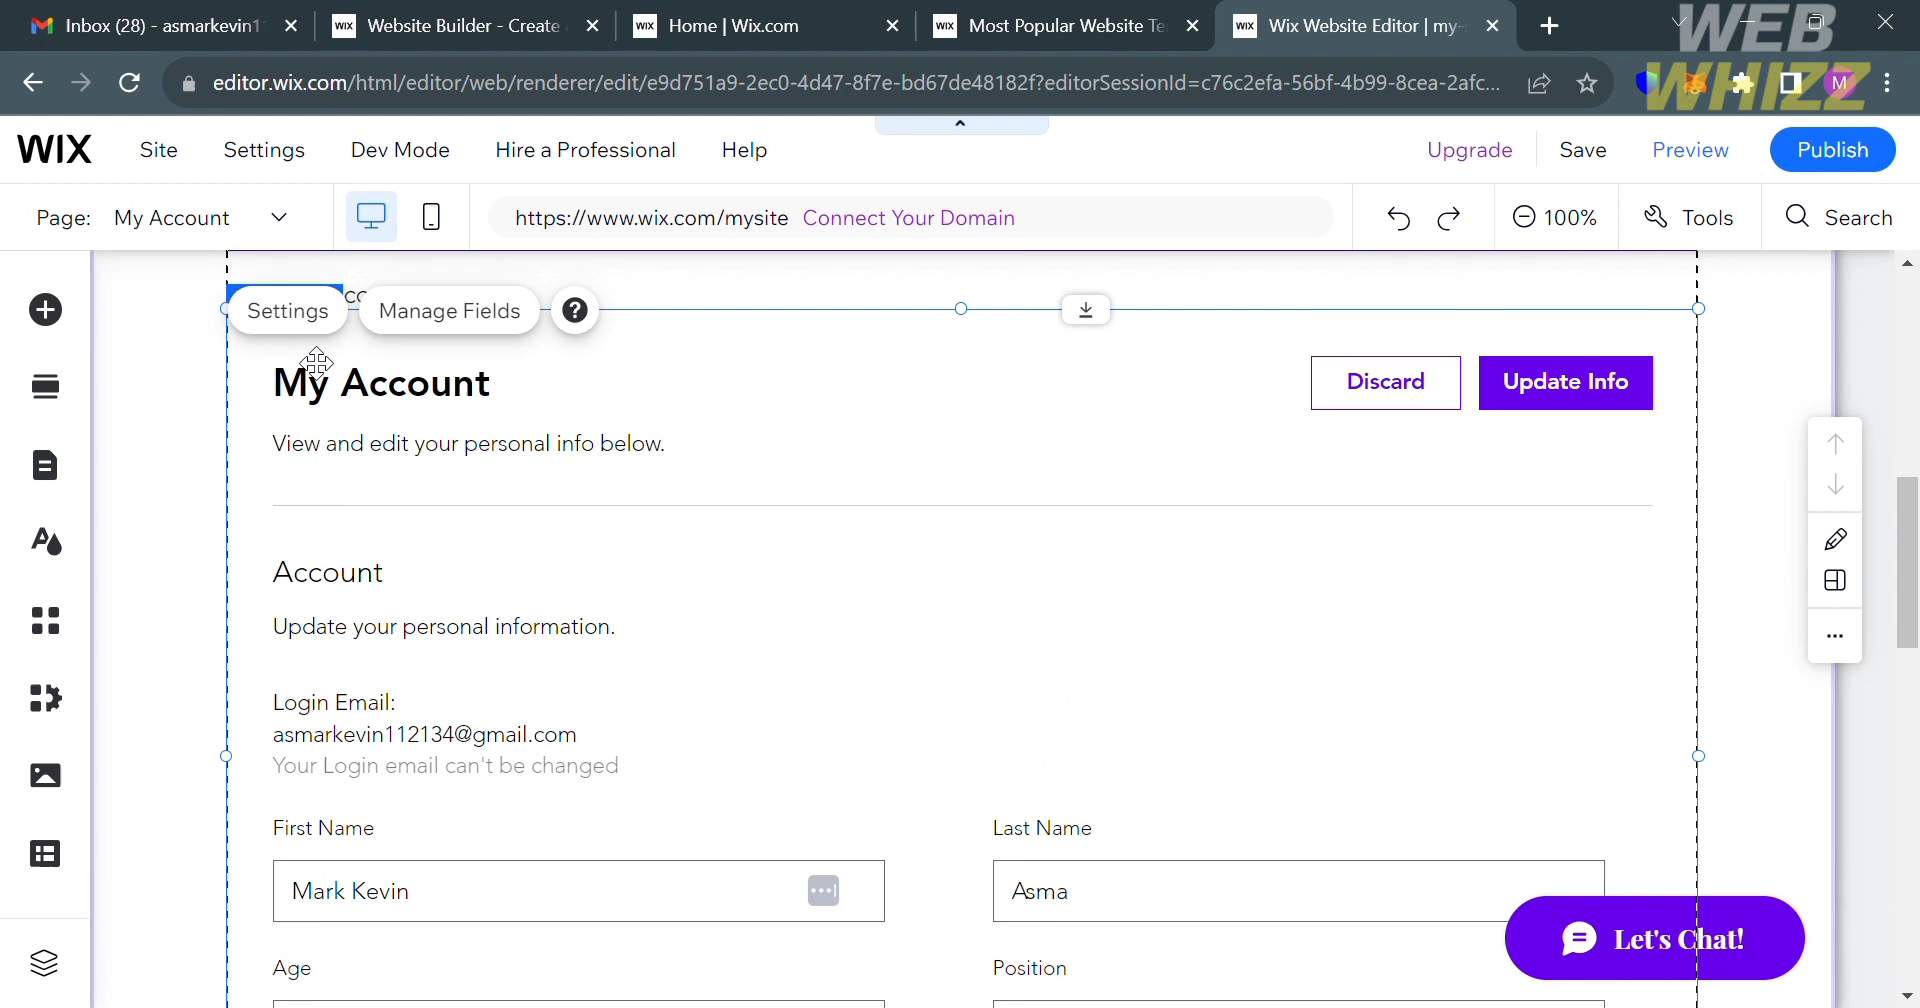 Inbox (28) - asmarkevin11
Website Builder - Create
Home | Wix.com
Most Popular Website Te
Wix Website Editor | my-
WEB
WHIZZ
editor.wix.com/html/editor/web/renderer/edit/e9d751a9-2ec0-4d47-8f7e-bd67de48182f?editorSessionId=c76c2efa-56bf-4b99-8cea-2afc...
M
WIX
Site
Settings
Dev Mode
Hire a Professional
Help
Upgrade
Save
Preview
Publish
Page: My Account
https://www.wix.com/mysite Connect Your Domain
100%
Tools
Search
Settings
Manage Fields
?
My Account
Discard
Update Info
View and edit your personal info below.
Account
Update your personal information.
Login Email:
asmarkevin112134@gmail.com
Your Login email can't be changed
First Name
Last Name
Mark Kevin
Asma
Let's Chat!
Age
Position